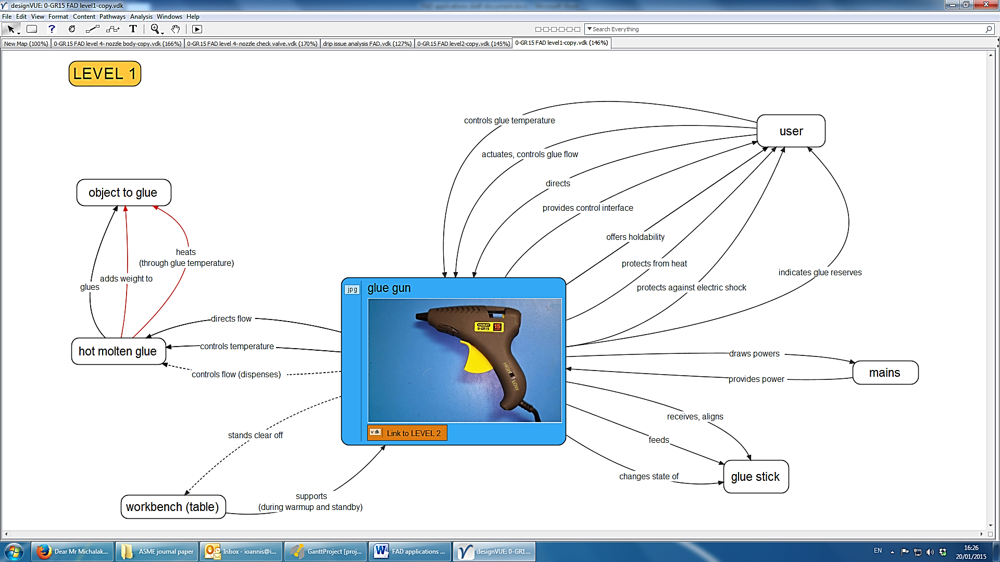 designVUE: 0-GR15 FAD level1-copy.vdk
File Edit View Format Content Pathways Analysis Windows Help
? T Search Everything
New Map (100%) 0-GR15 FAD level 4- nozzle body-copy.vdk (166%) 0-GR15 FAD level 4- nozzle check valve.vdk (170%) drip issue analysis FAD.vdk (127%) 0-GR15 FAD level2-copy.vdk (145%) 0-GR15 FAD level1-copy.vdk (146%)
LEVEL 1
controls glue temperature
user
actuates, controls glue flow
directs
object to glue
provides control interface
offers holdability
heats
(through glue temperature)
protects from heat
indicates glue reserves
adds weight to
glues
protects against electric shock
jpg
glue gun
directs flow
STANLEY
0-GR15
15
WATTS
controls temperature
hot molten glue
draws powers
HIGH
LOW
controls flow (dispenses)
mains
provides power
receives, aligns
stands clear off
vdk
Link to LEVEL 2
feeds
changes state of
glue stick
supports
(during warmup and standby)
workbench (table)
Dear Mr Michalak... ASME journal paper Inbox - ioannis@i... GanttProject [proj... FAD applications ... designVUE: 0-GR1...
EN
16:26
20/01/2015